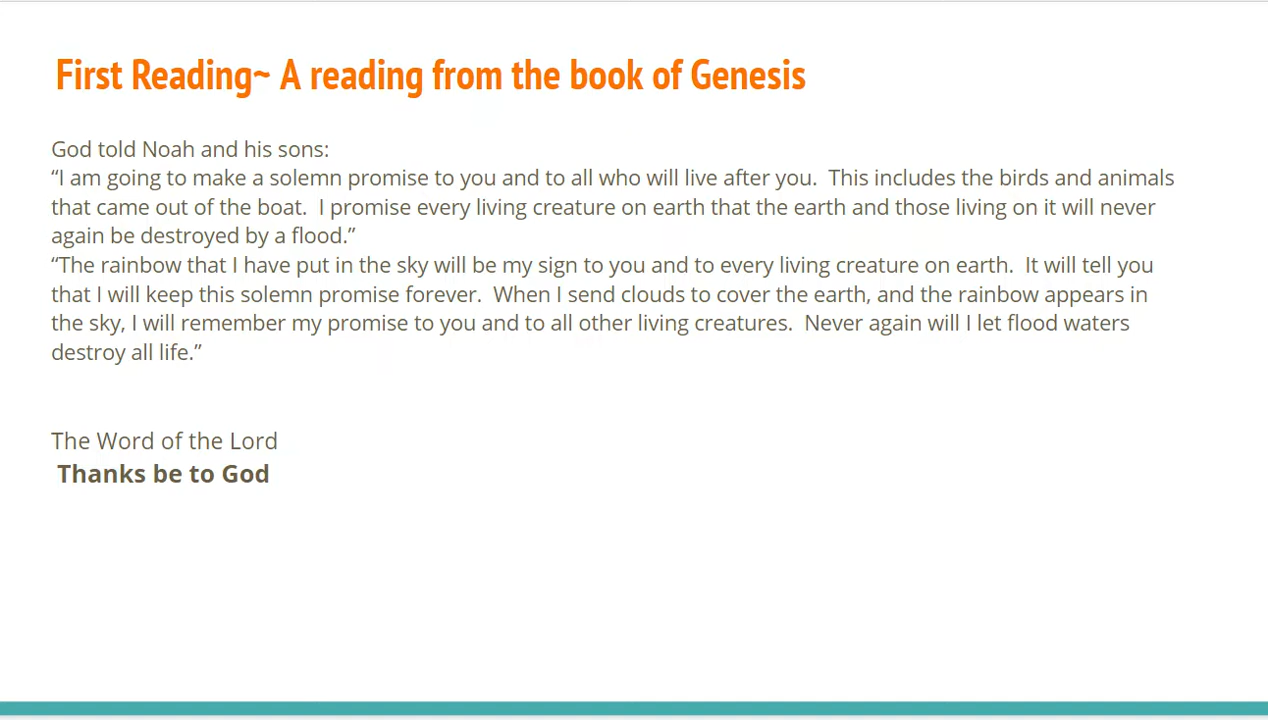 First Reading~ A reading from the book of Genesis
God told Noah and his sons:
“I am going to make a solemn promise to you and to all who will live after you.  This includes the birds and animals
that came out of the boat.  I promise every living creature on earth that the earth and those living on it will never
again be destroyed by a flood.”
“The rainbow that I have put in the sky will be my sign to you and to every living creature on earth.  It will tell you
that I will keep this solemn promise forever.  When I send clouds to cover the earth, and the rainbow appears in
the sky, I will remember my promise to you and to all other living creatures.  Never again will I let flood waters
destroy all life.”
The Word of the Lord
Thanks be to God